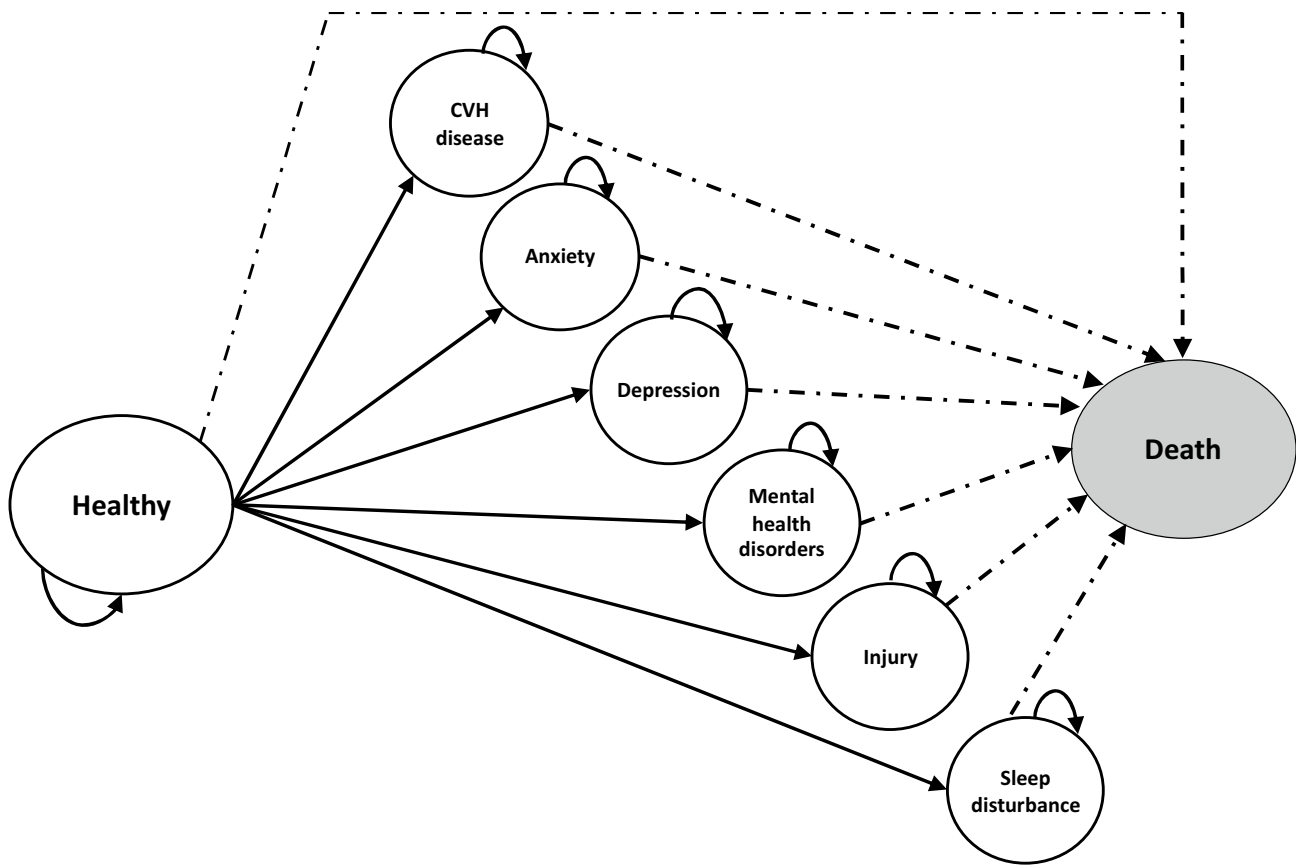 CVH
disease
Anxiety
Depression
Healthy
Death
Mental
health
disorders
Injury
Sleep
disturbance